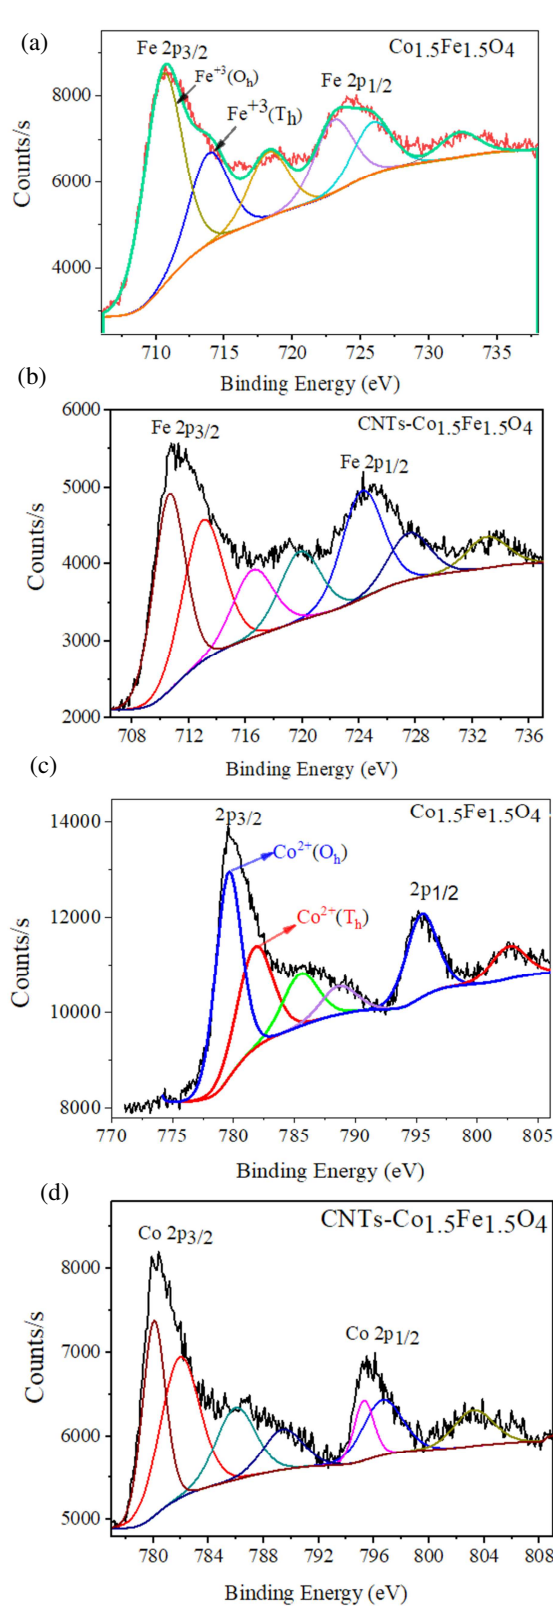 (a)
Co1.5Fe1.5O4
Fe 2p3/2
Fe+3(Oh)
Fe+3(Th)
Fe 2p1/2
8000
6000
4000
Counts/s
710 715 720 725 730 735
Binding Energy (eV)
(b)
CNTs-Co1.5Fe1.5O4
Fe 2p3/2
Fe 2p1/2
6000
5000
4000
3000
2000
Counts/s
708 712 716 720 724 728 732 736
Binding Energy (eV)
(c)
Co1.5Fe1.5O4
2p3/2
Co2+(Oh)
Co2+(Th)
2p1/2
14000
12000
10000
8000
Counts/s
770 775 780 785 790 795 800 805
Binding Energy (eV)
(d)
CNTs-Co1.5Fe1.5O4
Co 2p3/2
Co 2p1/2
8000
7000
6000
5000
Counts/s
780 784 788 792 796 800 804 808
Binding Energy (eV)